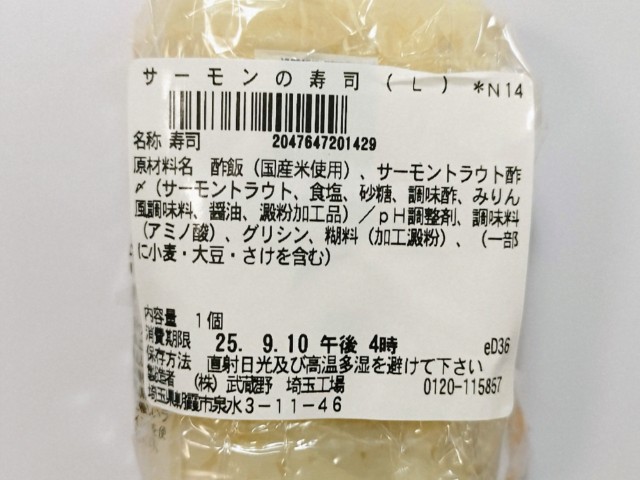 サーモンの寿司(L) *N14
2047647201429
名称 寿司
原材料名 酢飯(国産米使用)、サーモントラウト酢
〆(サーモントラウト、食塩、砂糖、調味酢、みりん
風調味料、醤油、澱粉加工品)/pH調整剤、調味料
(アミノ酸)、グリシン、糊料(加工澱粉)、(一部
に小麦・大豆・さけを含む)
内容量 1個
消費期限 25. 9.10 午後 4時 eD36
保存方法 直射日光及び高温多湿を避けて下さい
製造者 (株)武蔵野 埼玉工場 0120-115867
埼玉県朝霞市泉水3-11-46